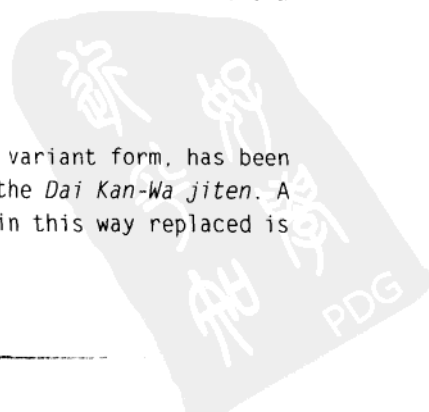 variant form, has been
the Dai Kan-Wa jiten. A
in this way replaced is
PDG